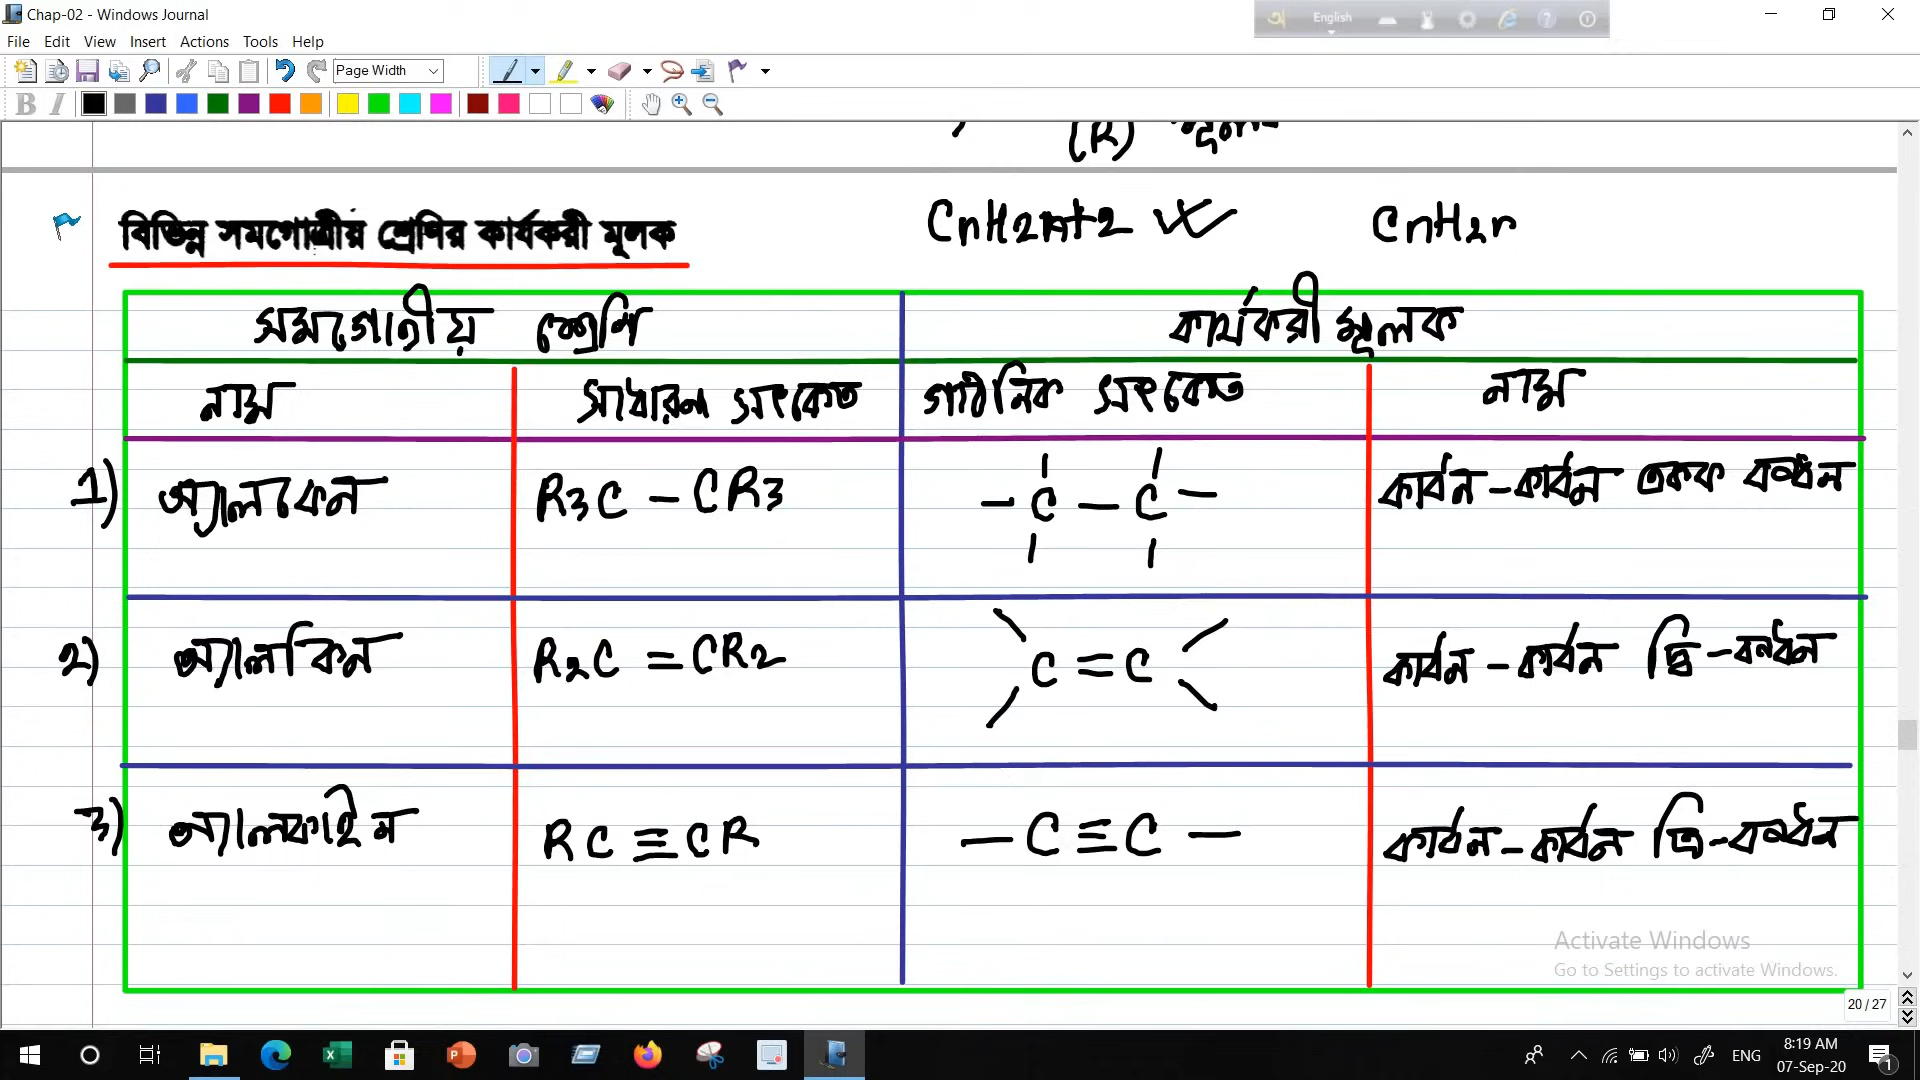 Chap-02 - Windows Journal
English
File Edit View Insert Actions Tools Help
Page Width
(R)
বিভিন্ন সমগোত্রীয় শ্রেণির কার্যকরী মূলক
CnH2n+2 CnH2n
সমগোত্রীয় শ্রেণি কার্যকরী মূলক
নাম সাধারন সংকেত গাঠনিক সংকেত নাম
1) অ্যালকেন R3C - CR3 - C - C - কার্বন - কার্বন একক বন্ধন
2) অ্যালকিন R2C = CR2 C = C কার্বন - কার্বন দ্বি-বন্ধন
3) অ্যালকাইন RC ≡ CR - C ≡ C - কার্বন - কার্বন ত্রি-বন্ধন
Activate Windows
Go to Settings to activate Windows.
20 / 27
ENG 8:19 AM
07-Sep-20 1